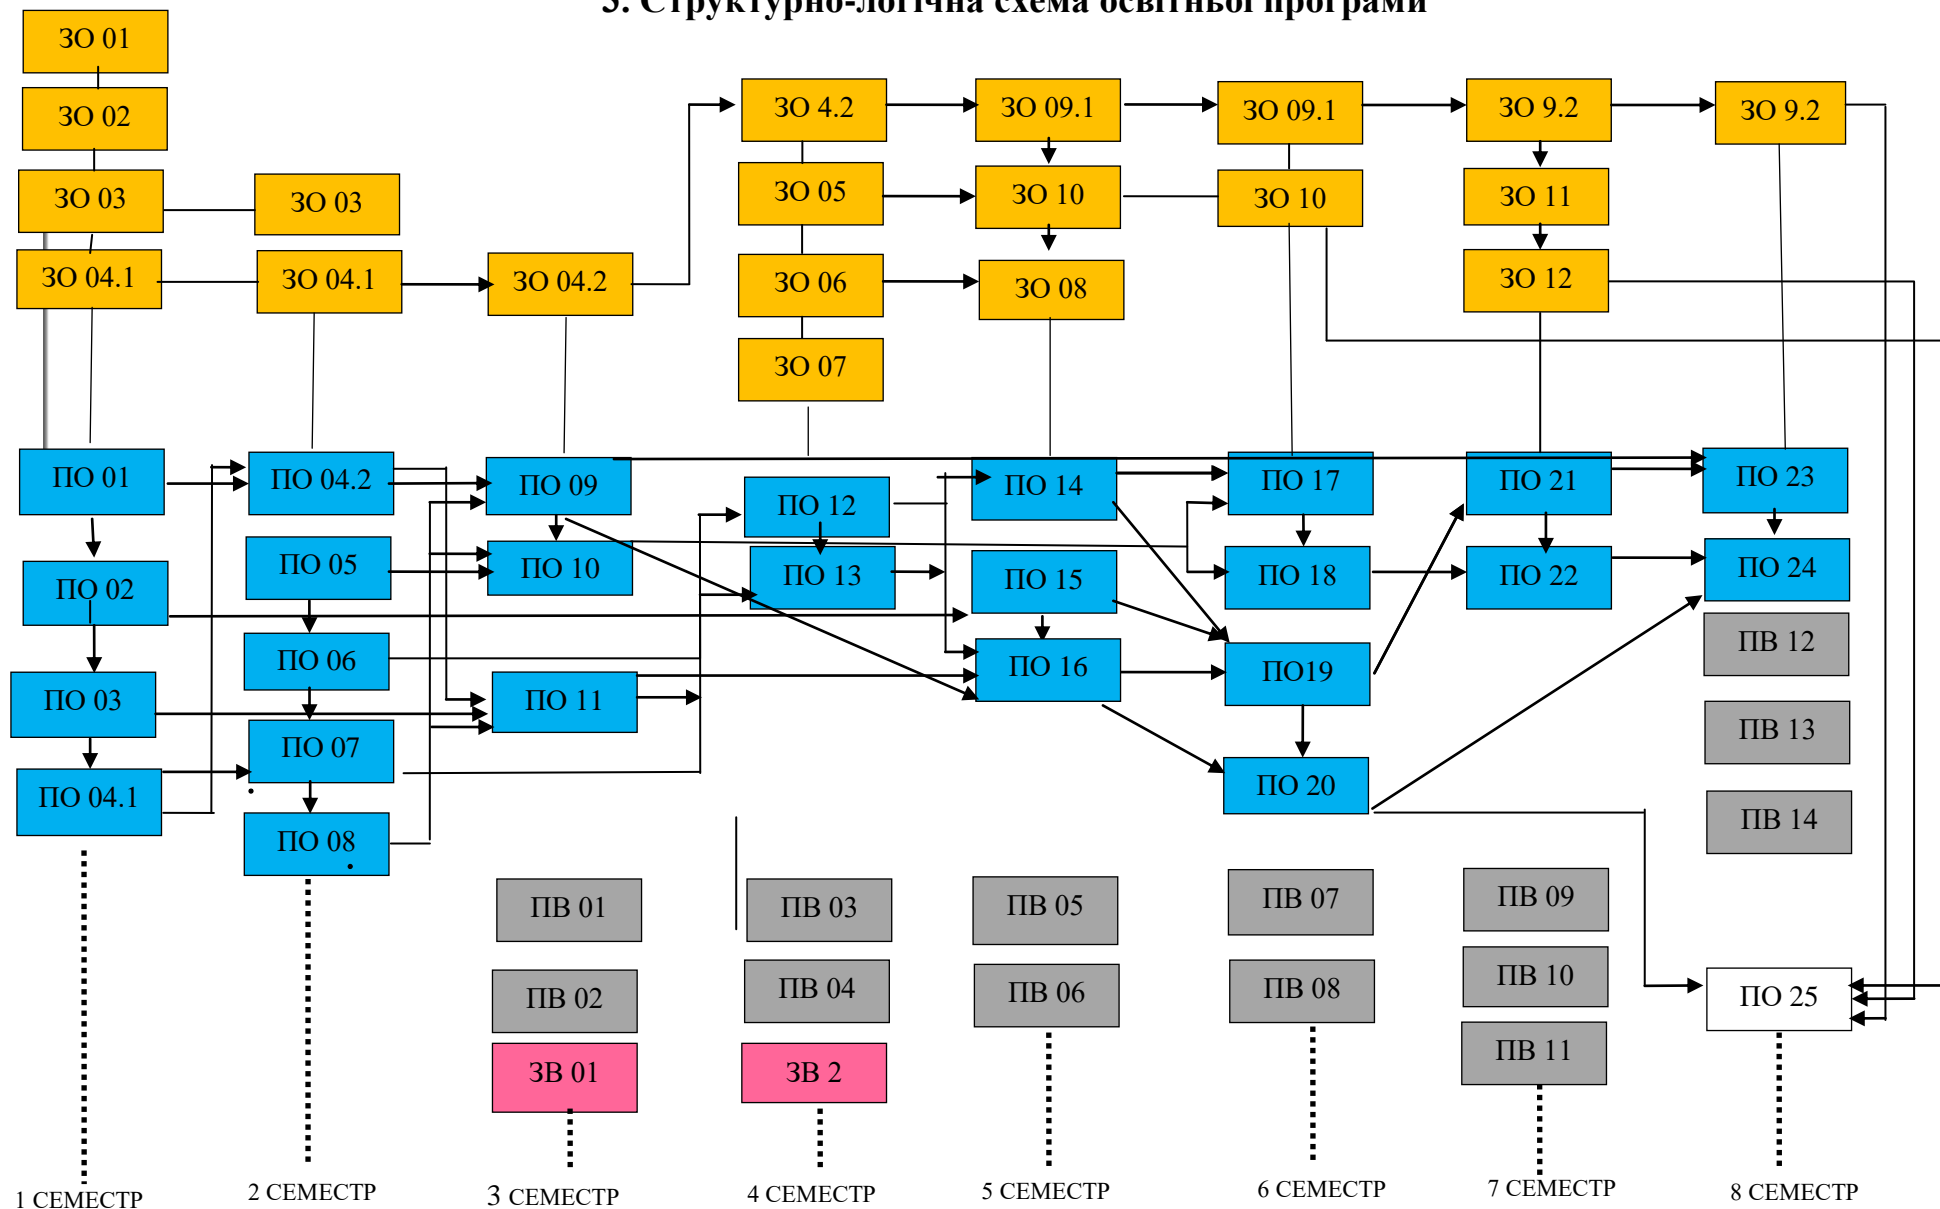 3. Структурно-логічна схема освітньої програми
ЗО 01
ЗО 02
ЗО 03
ЗО 04.1
ПО 01
ПО 02
ПО 03
ПО 04.1
1 СЕМЕСТР
ЗО 03
ЗО 04.1
ПО 04.2
ПО 05
ПО 06
ПО 07
ПО 08
2 СЕМЕСТР
ЗО 04.2
ПО 09
ПО 10
ПО 11
ПВ 01
ПВ 02
ЗВ 01
3 СЕМЕСТР
ЗО 4.2
ЗО 05
ЗО 06
ЗО 07
ПО 12
ПО 13
ПВ 03
ПВ 04
ЗВ 2
4 СЕМЕСТР
ЗО 09.1
ЗО 10
ЗО 08
ПО 14
ПО 15
ПО 16
ПВ 05
ПВ 06
5 СЕМЕСТР
ЗО 09.1
ЗО 10
ПО 17
ПО 18
ПО19
ПО 20
ПВ 07
ПВ 08
6 СЕМЕСТР
ЗО 9.2
ЗО 11
ЗО 12
ПО 21
ПО 22
ПВ 09
ПВ 10
ПВ 11
7 СЕМЕСТР
ЗО 9.2
ПО 23
ПО 24
ПВ 12
ПВ 13
ПВ 14
ПО 25
8 СЕМЕСТР